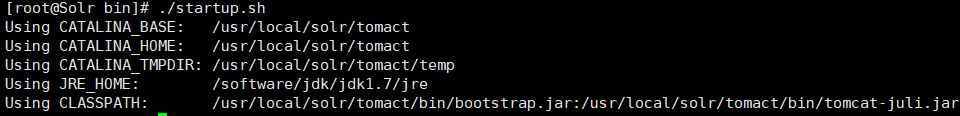 [root@Solr bin]# ./startup.sh
Using CATALINA_BASE:   /usr/local/solr/tomact
Using CATALINA_HOME:   /usr/local/solr/tomact
Using CATALINA_TMPDIR: /usr/local/solr/tomact/temp
Using JRE_HOME:        /software/jdk/jdk1.7/jre
Using CLASSPATH:       /usr/local/solr/tomact/bin/bootstrap.jar:/usr/local/solr/tomact/bin/tomcat-juli.jar